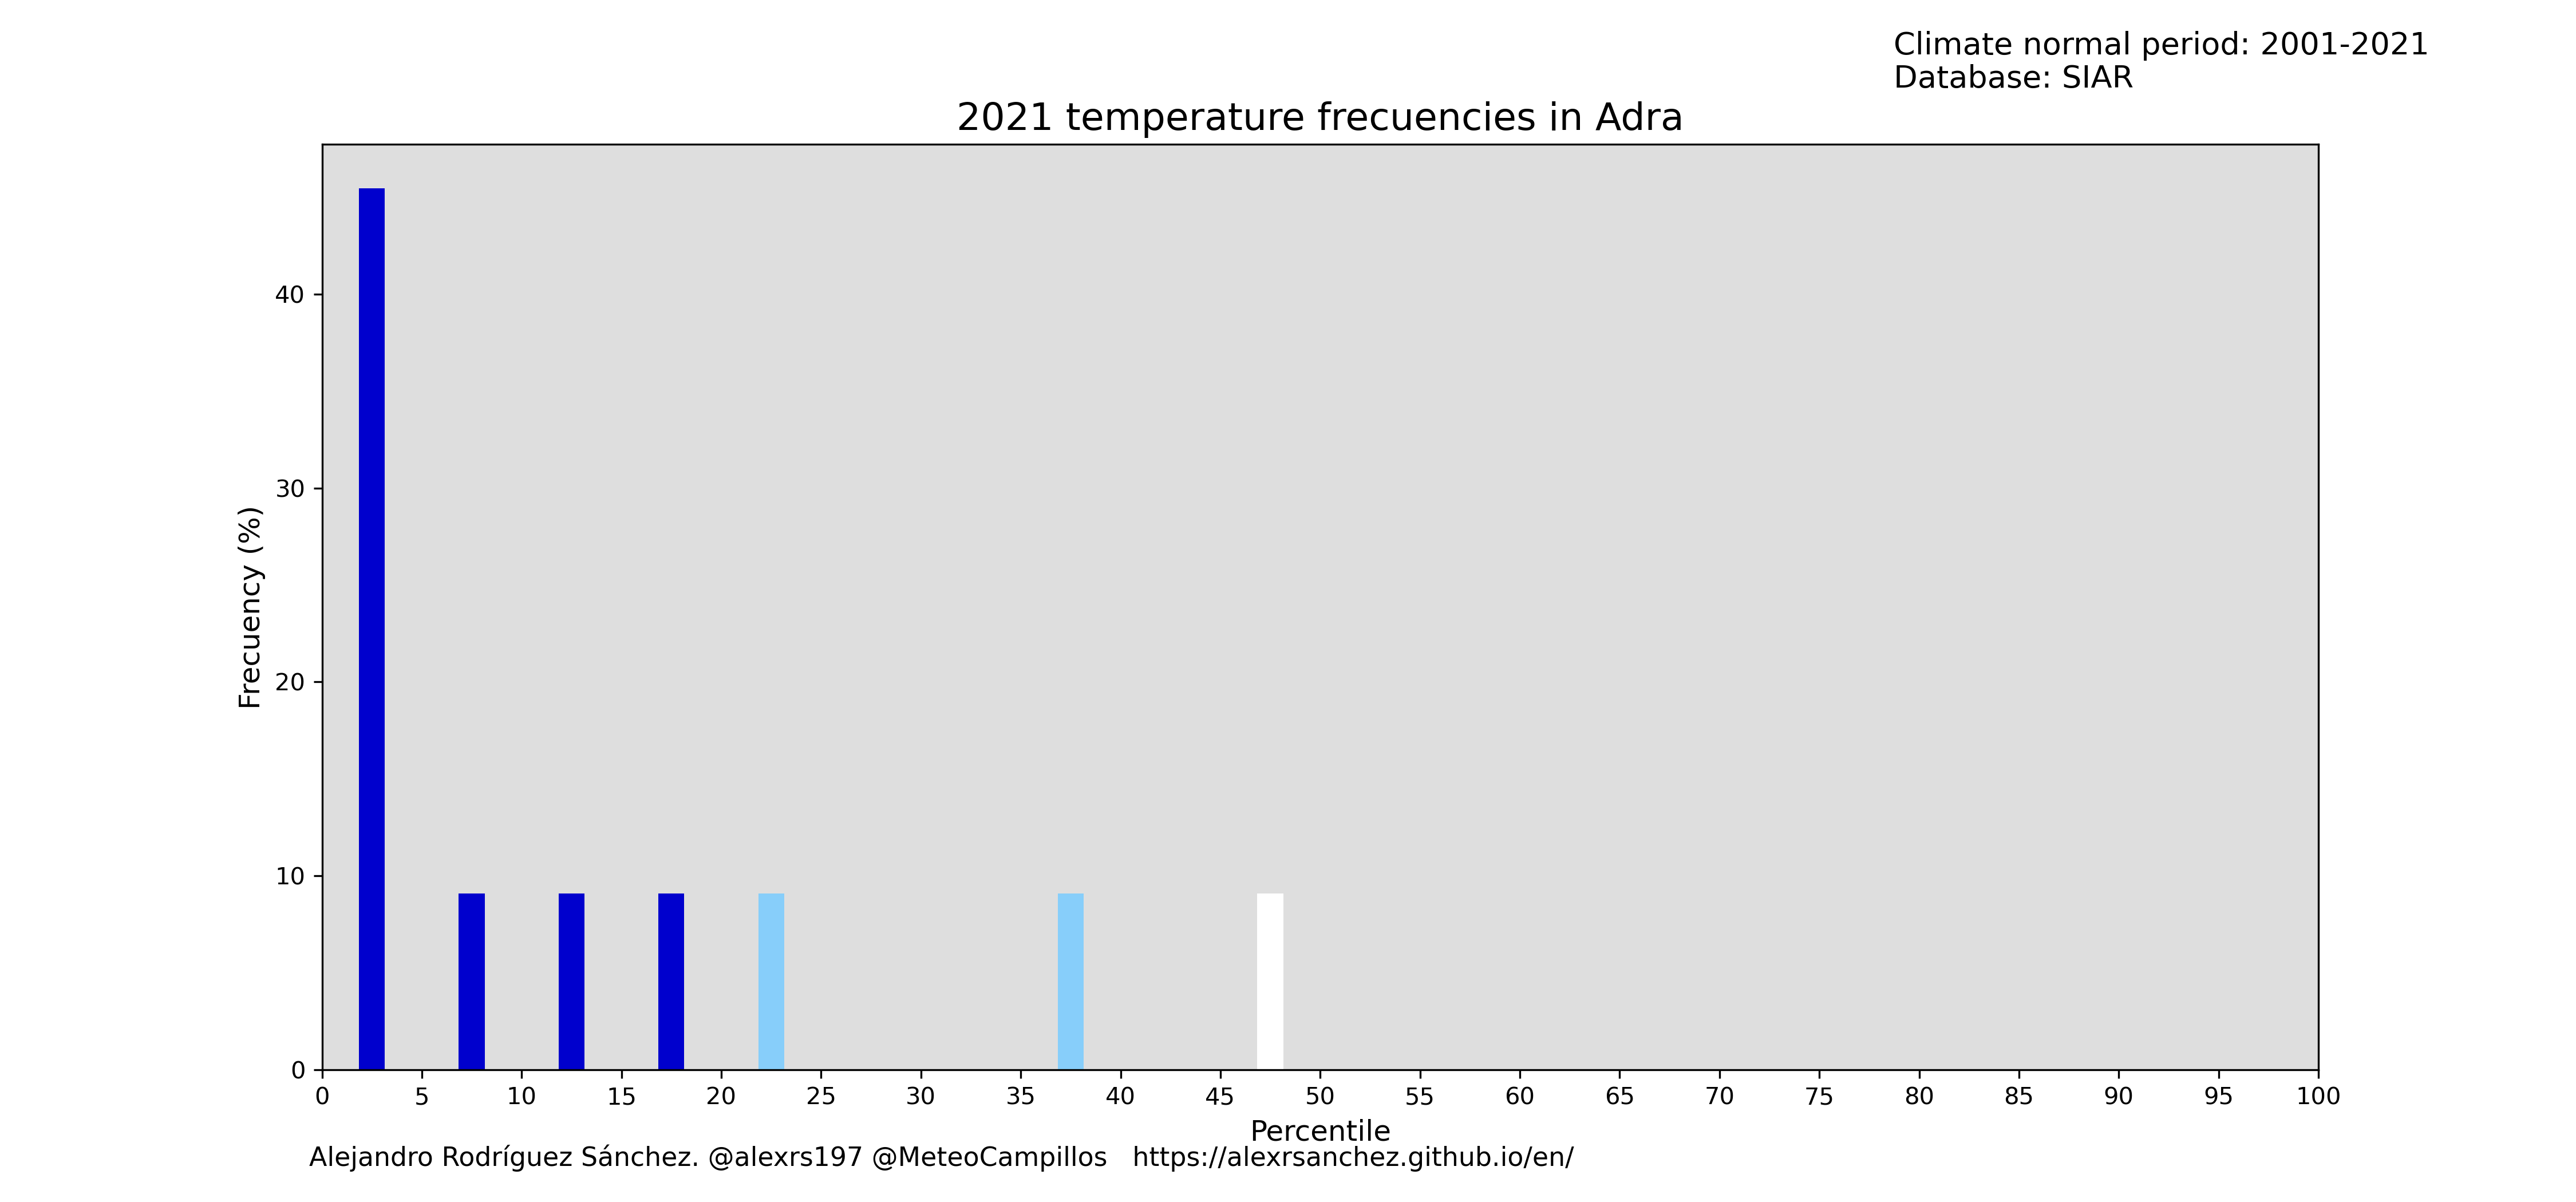 Climate normal period: 2001-2021
Database: SIAR
2021 temperature frecuencies in Adra
Frecuency (%)
40
30
20
10
0
0 5 10 15 20 25 30 35 40 45 50 55 60 65 70 75 80 85 90 95 100
Percentile
Alejandro Rodríguez Sánchez. @alexrs197 @MeteoCampillos https://alexrsanchez.github.io/en/